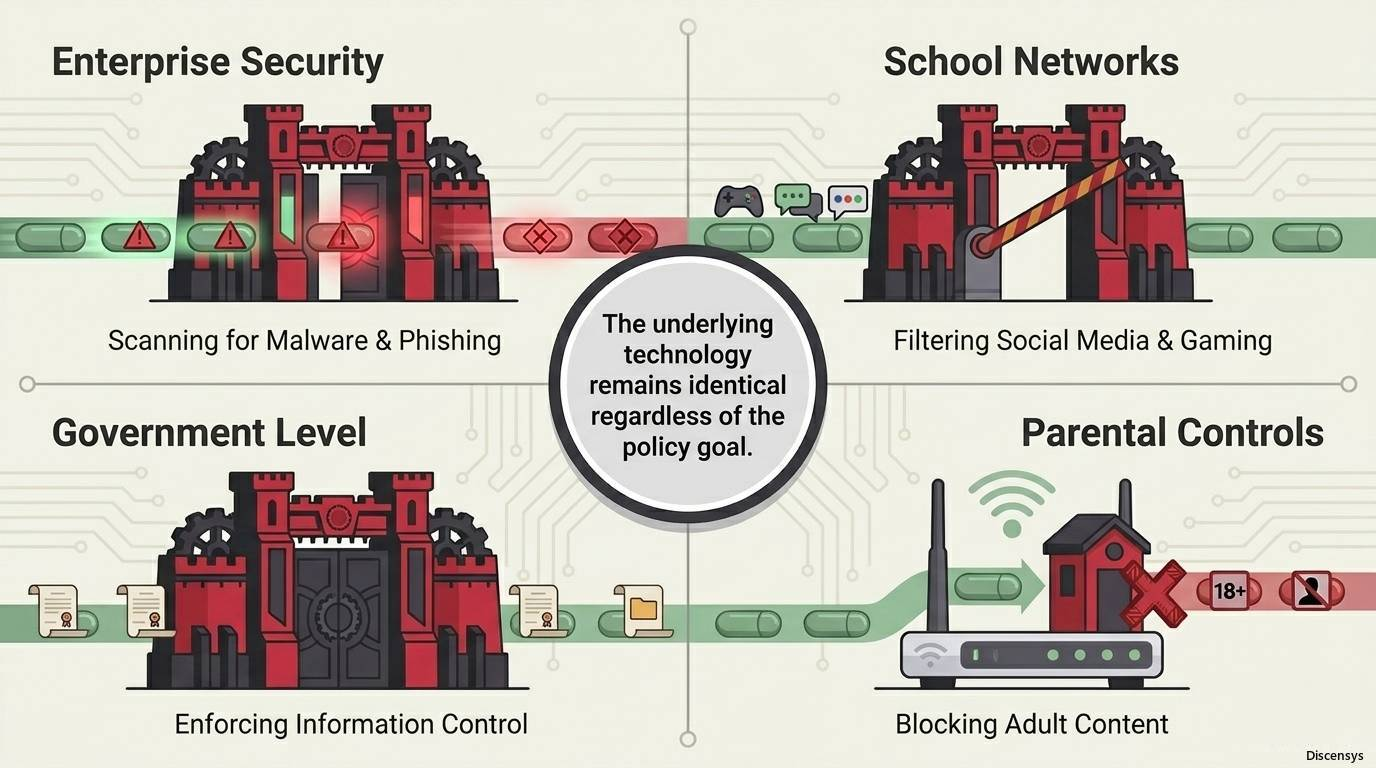 Enterprise Security
School Networks
Scanning for Malware & Phishing
Filtering Social Media & Gaming
The underlying
technology
remains identical
regardless of the
policy goal.
Government Level
Parental Controls
18+
Enforcing Information Control
Blocking Adult Content
Discensys